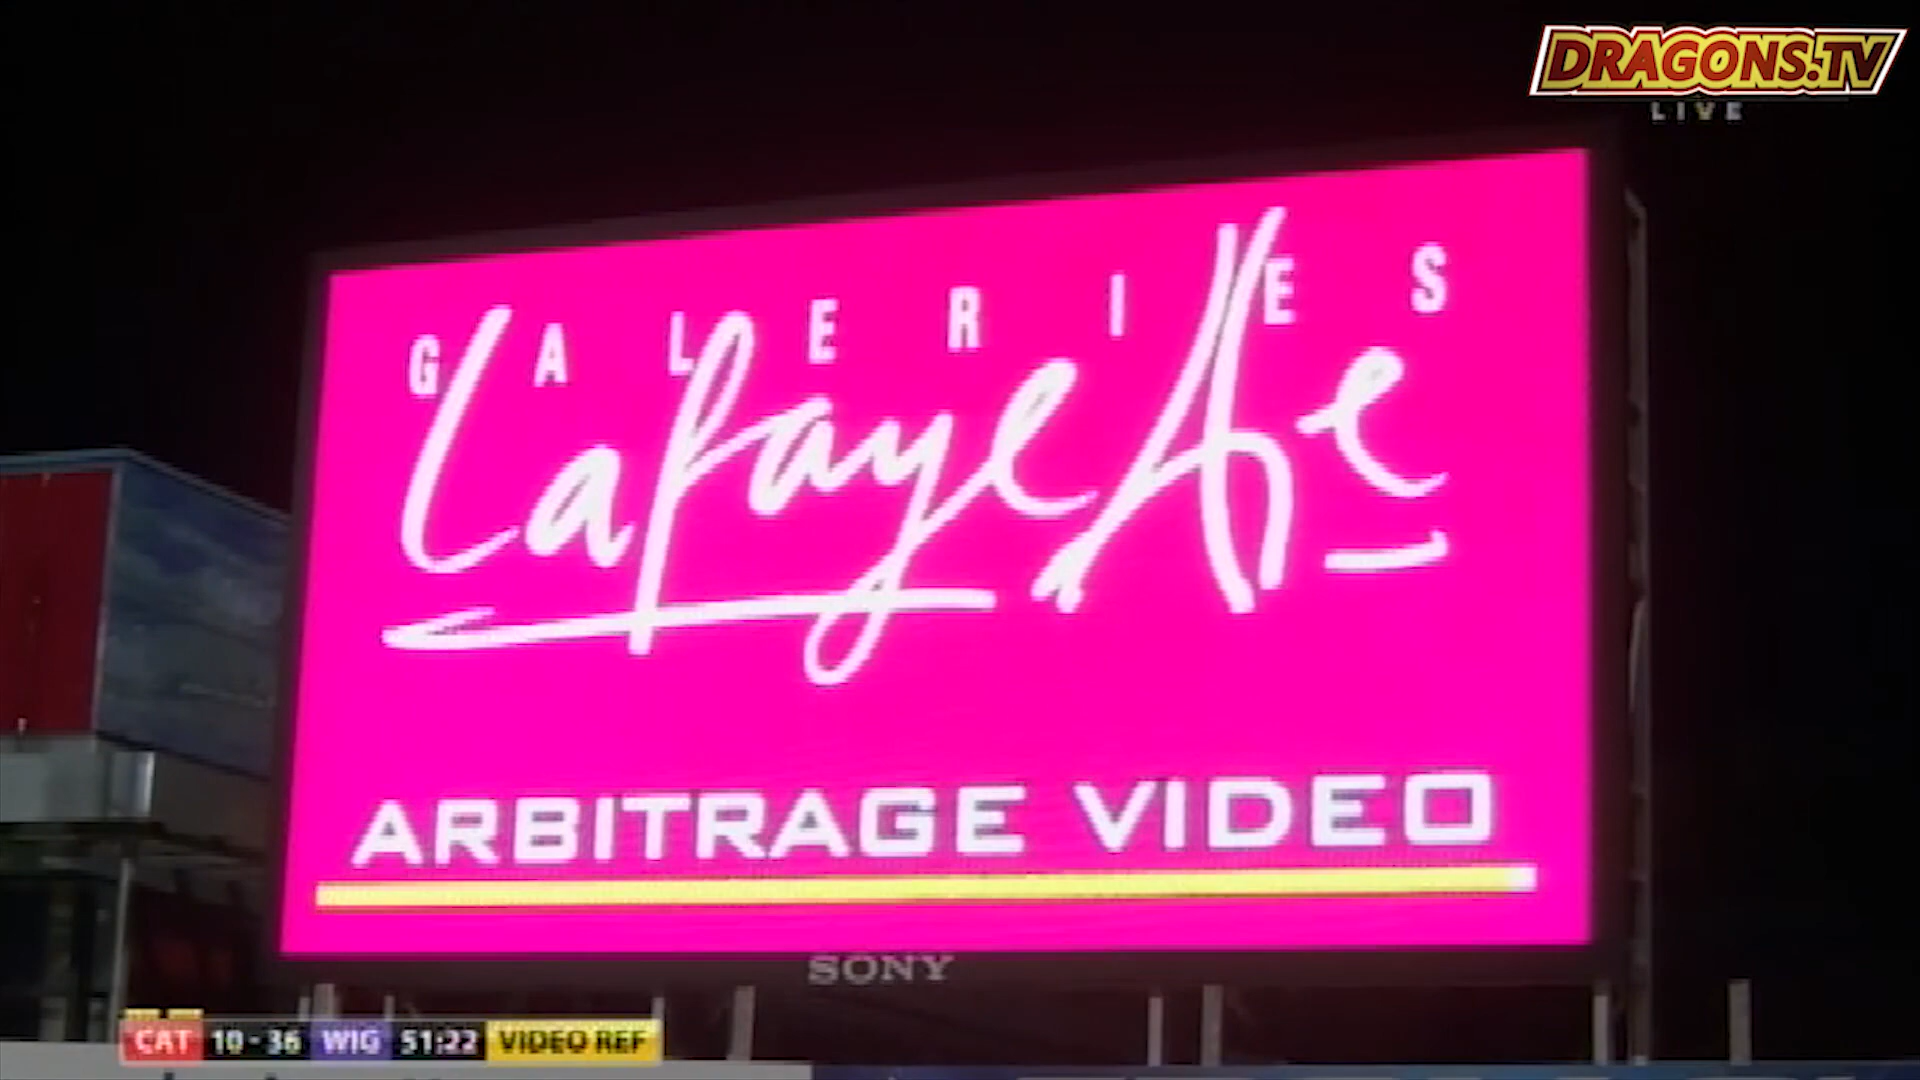 DRAGONS.TV
LIVE
GALERIES
Lafayette
ARBITRAGE VIDEO
SONY
CAT 10-36 WIG 51:22 VIDEO REF